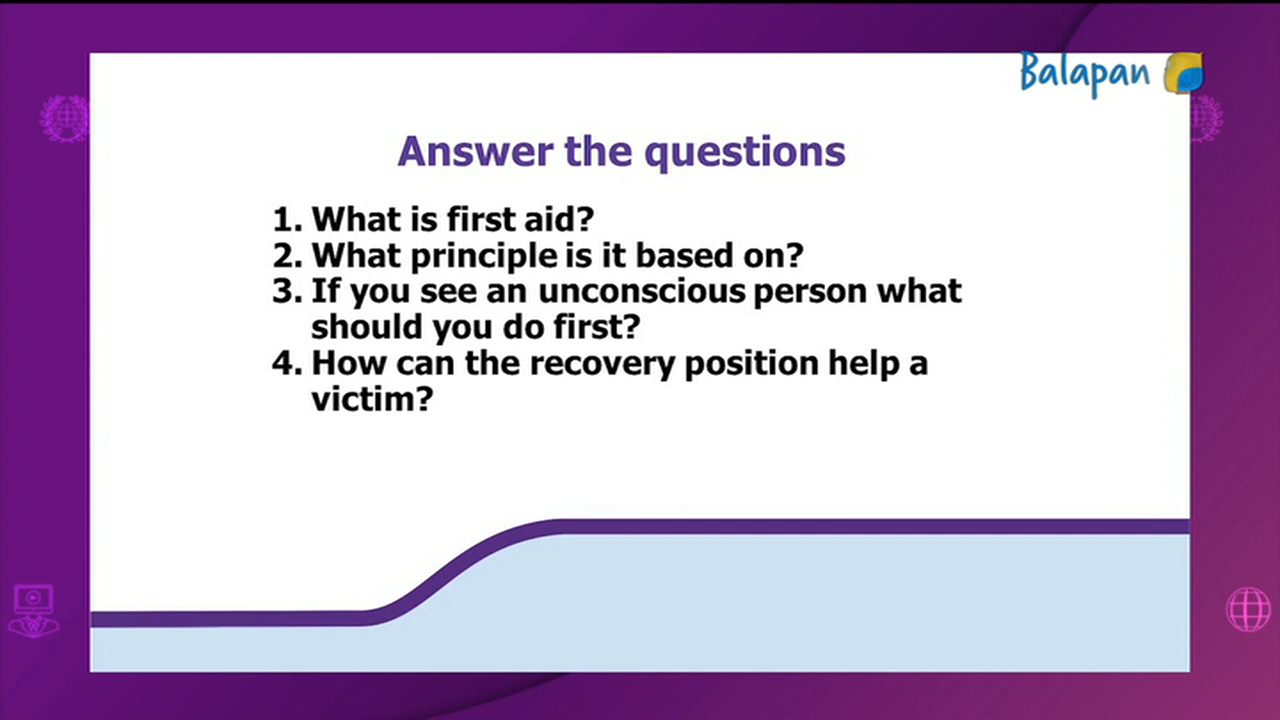 Balapan
Answer the questions
1. What is first aid?
2. What principle is it based on?
3. If you see an unconscious person what
should you do first?
4. How can the recovery position help a
victim?